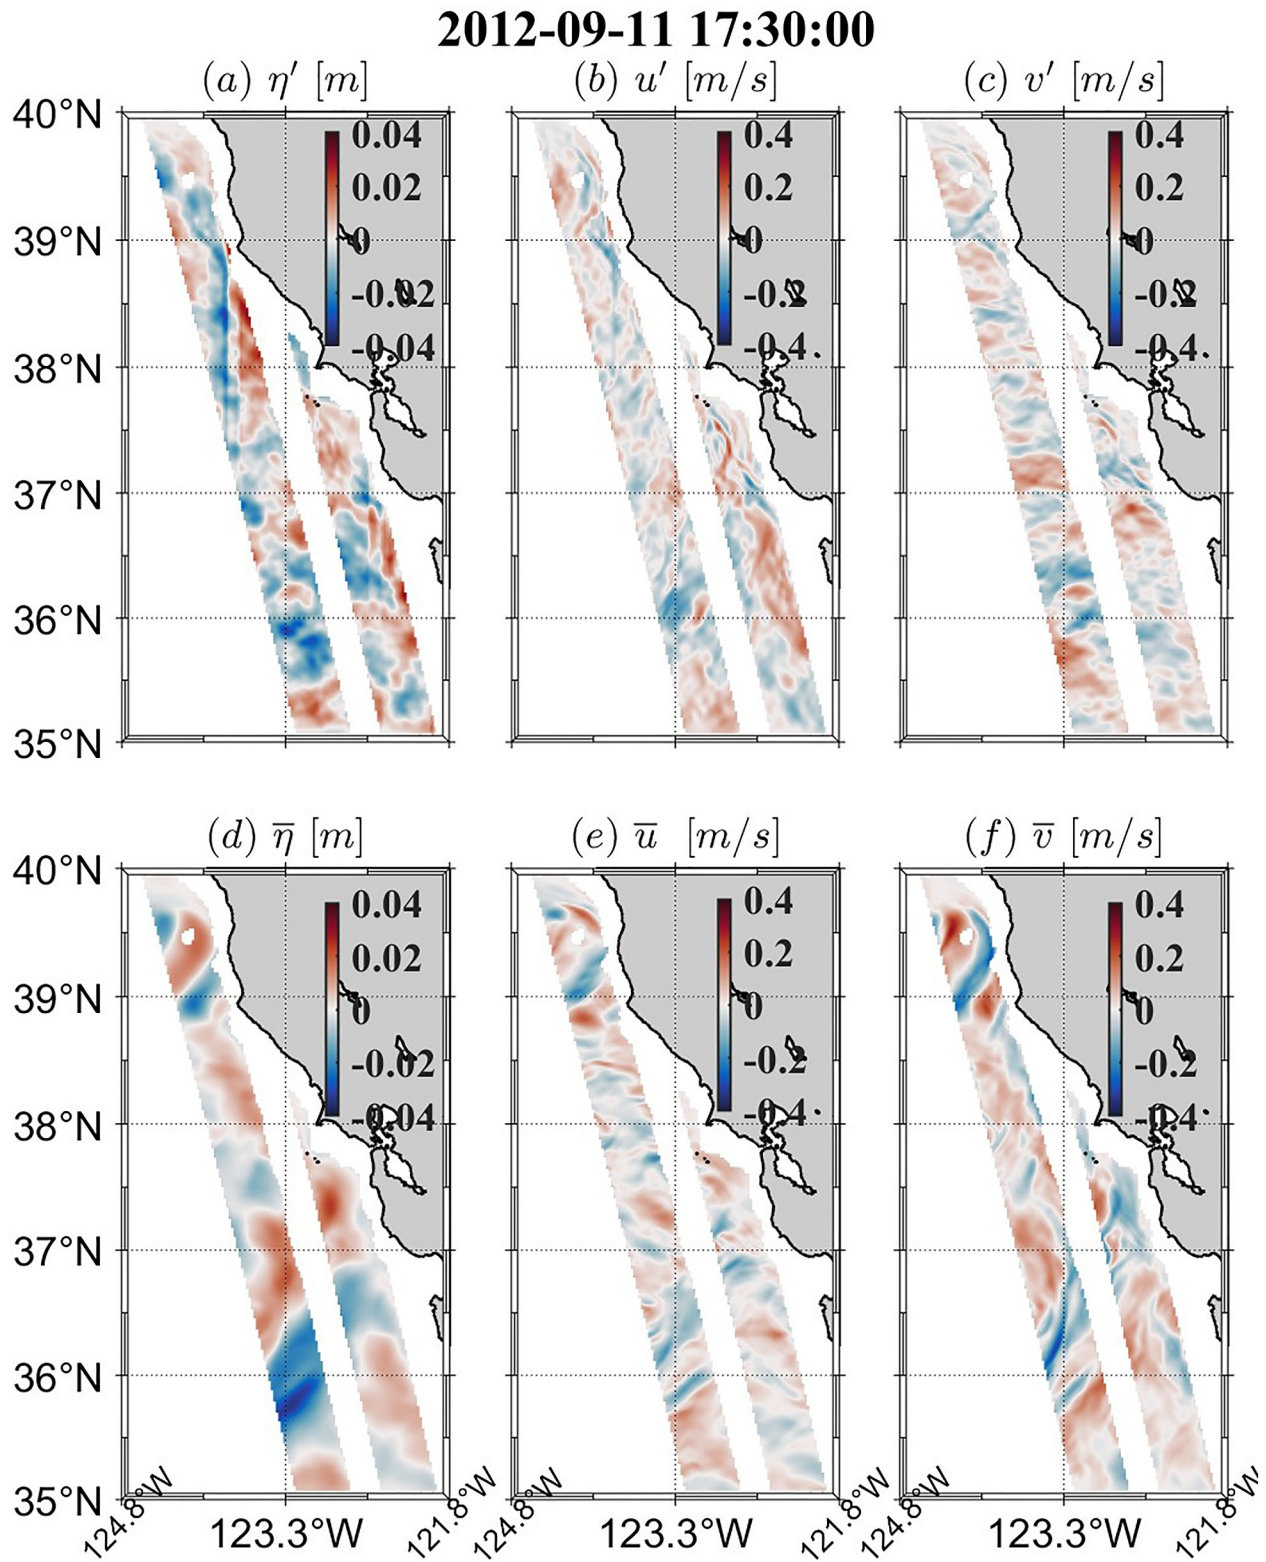 2012-09-11 17:30:00
(a) η′ [m]
(b) u′ [m/s]
(c) v′ [m/s]
40°N
39°N
38°N
37°N
36°N
35°N
0.04
0.02
0
-0.02
-0.04
0.4
0.2
0
-0.2
-0.4
0.4
0.2
0
-0.2
-0.4
(d) η̅ [m]
(e) u̅ [m/s]
(f) v̅ [m/s]
40°N
39°N
38°N
37°N
36°N
35°N
0.04
0.02
0
-0.02
-0.04
0.4
0.2
0
-0.2
-0.4
0.4
0.2
0
-0.2
-0.4
124.8°W
123.3°W
121.8°W
124.8°W
123.3°W
121.8°W
124.8°W
123.3°W
121.8°W